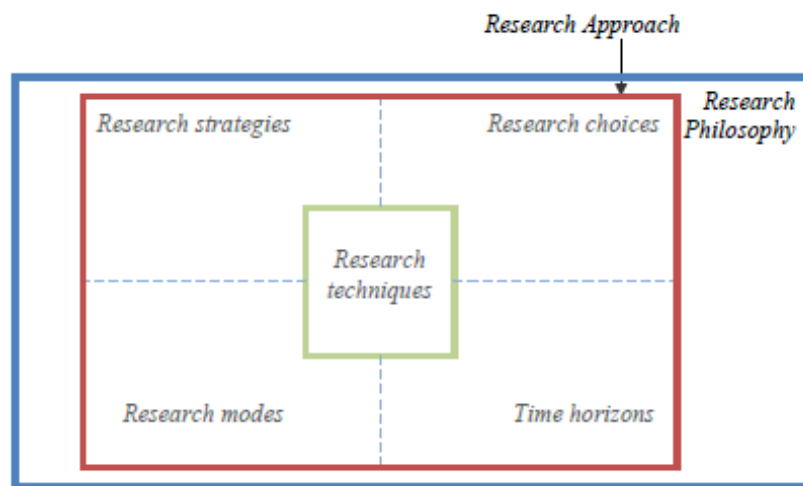 Research Approach
Research
Philosophy
Research strategies
Research choices
Research
techniques
Research modes
Time horizons